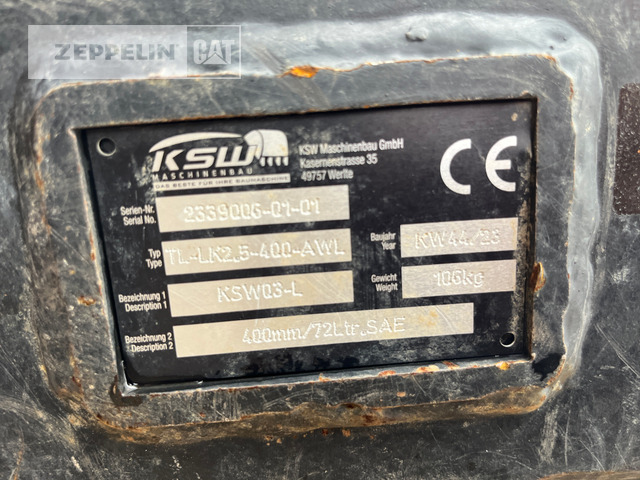 ZEPPELIN CAT
KSW
MASCHINENBAU
DAS BESTE FÜR IHRE BAUMASCHINE
KSW Maschinenbau GmbH
Kasernenstrasse 35
49757 Werlte
CE
Serien-Nr.
Serial No.
2339006-01-01
Typ
Type
TL-LK2.5-400-AWL
Baujahr
Year
KW44/23
Bezeichnung 1
Description 1
KSW03-L
Gewicht
Weight
106kg
Bezeichnung 2
Description 2
400mm/72Ltr.SAE